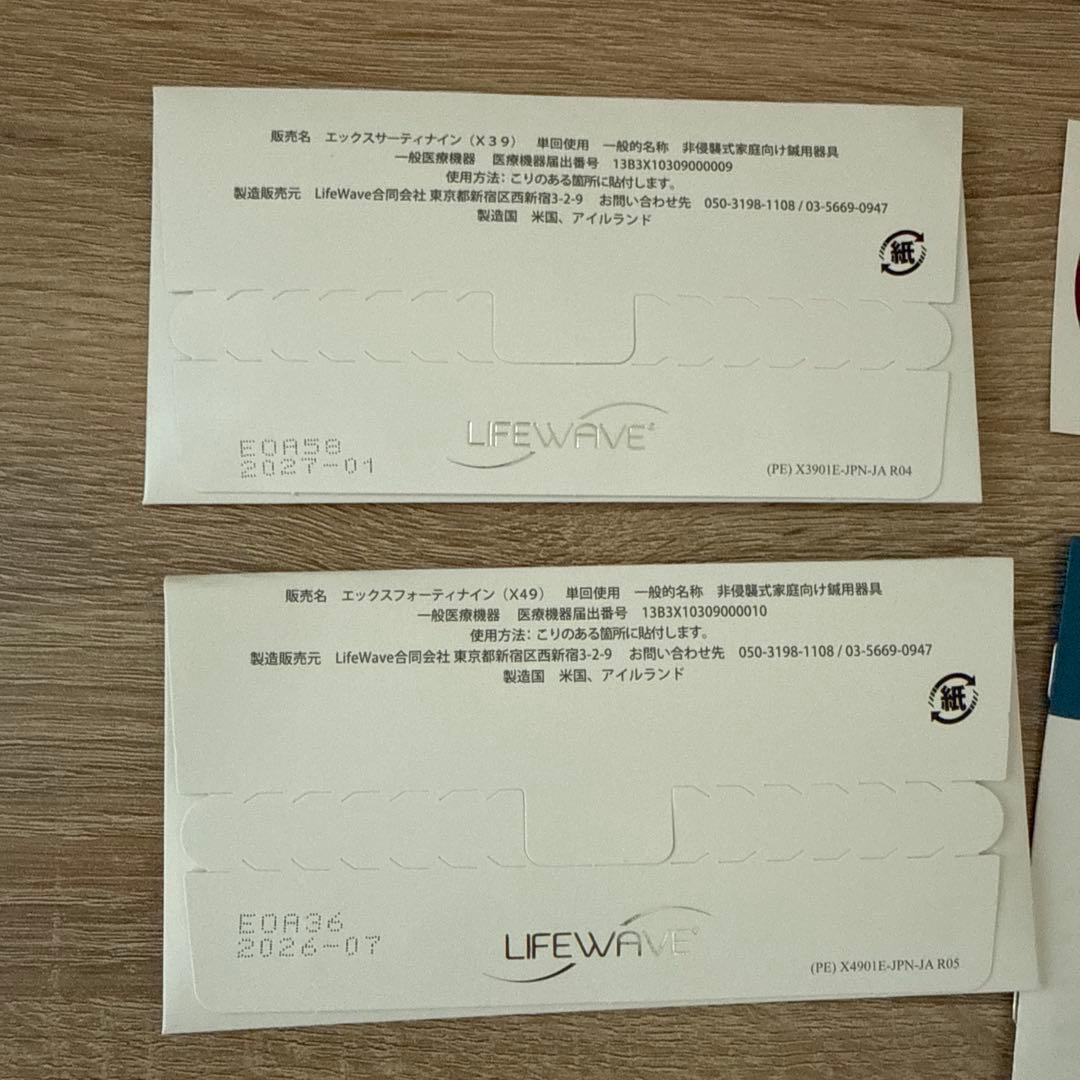 販売名 エックスサーティナイン（X３９） 単回使用 一般的名称 非侵襲式家庭向け鍼用器具
一般医療機器 医療機器届出番号 13B3X10309000009
使用方法：こりのある箇所に貼付します。
製造販売元 LifeWave合同会社 東京都新宿区西新宿3-2-9 お問い合わせ先 050-3198-1108 / 03-5669-0947
製造国 米国、アイルランド
紙
LIFEWAVE
E0A58
2027-01
(PE) X3901E-JPN-JA R04
販売名 エックスフォーティナイン（X49） 単回使用 一般的名称 非侵襲式家庭向け鍼用器具
一般医療機器 医療機器届出番号 13B3X10309000010
使用方法：こりのある箇所に貼付します。
製造販売元 LifeWave合同会社 東京都新宿区西新宿3-2-9 お問い合わせ先 050-3198-1108 / 03-5669-0947
製造国 米国、アイルランド
紙
E0A36
2026-07
LIFEWAVE
(PE) X4901E-JPN-JA R05